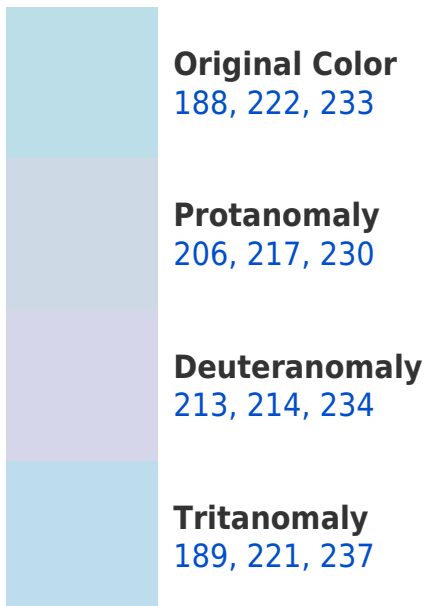 Original Color
188, 222, 233
Protanomaly
206, 217, 230
Deuteranomaly
213, 214, 234
Tritanomaly
189, 221, 237